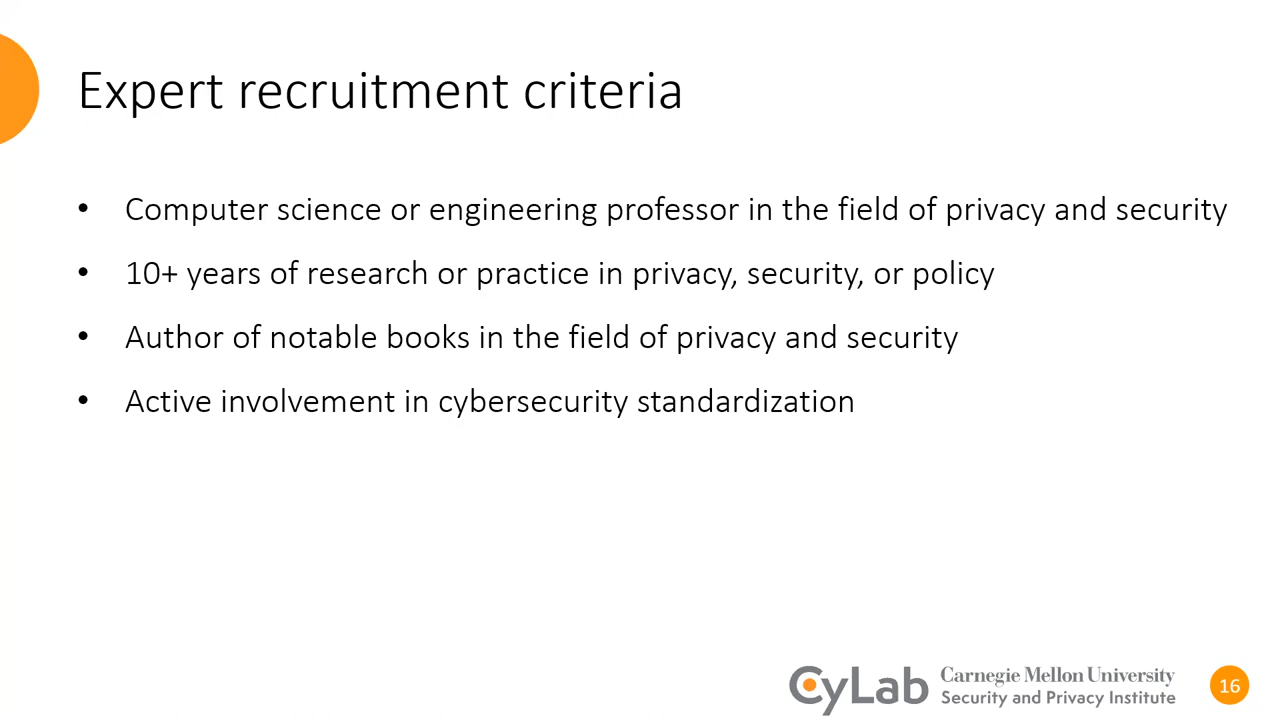 Expert recruitment criteria
• Computer science or engineering professor in the field of privacy and security
• 10+ years of research or practice in privacy, security, or policy
• Author of notable books in the field of privacy and security
• Active involvement in cybersecurity standardization
CyLab
Carnegie Mellon University
Security and Privacy Institute
16